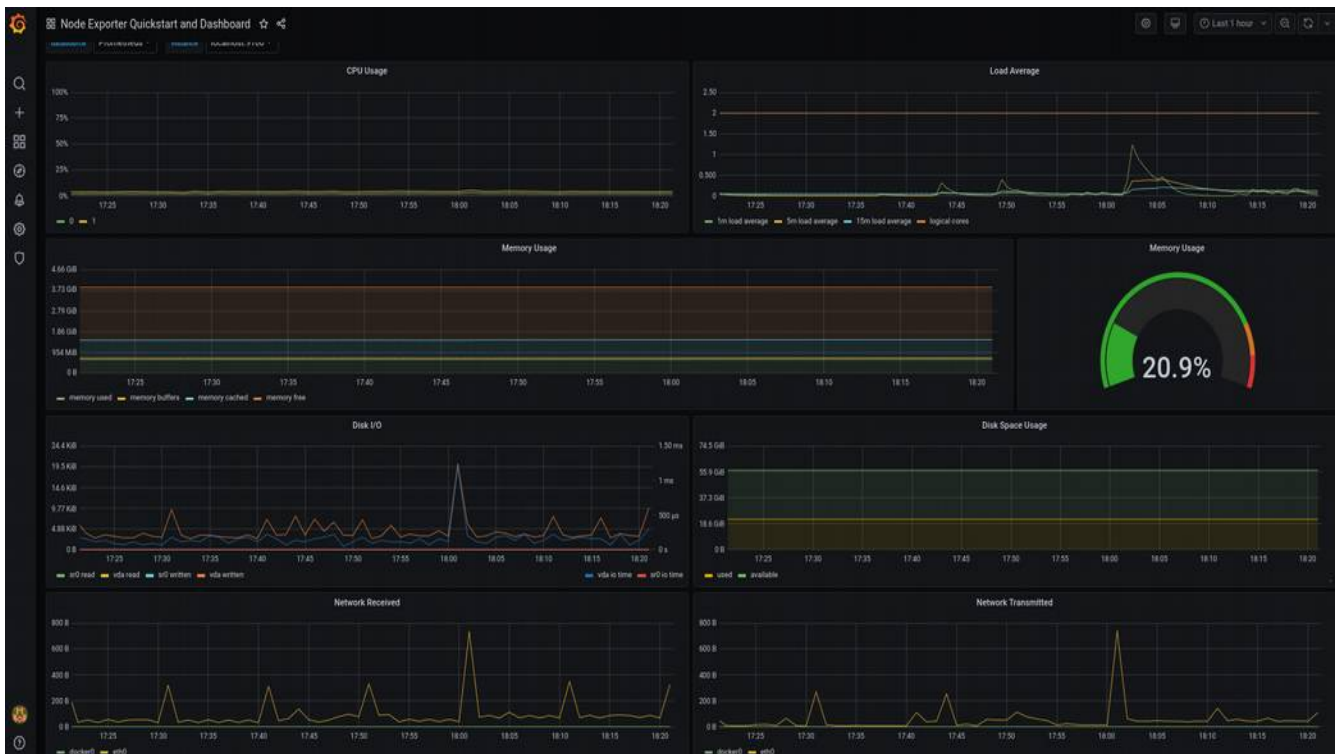 Node Exporter Quickstart and Dashboard
Last 1 hour
datasource Prometheus instance localhost:9100
CPU Usage
100%
75%
50%
25%
0%
17:25 17:30 17:35 17:40 17:45 17:50 17:55 18:00 18:05 18:10 18:15 18:20
0 1
Load Average
2.50
2
1.50
1
0.500
0
17:25 17:30 17:35 17:40 17:45 17:50 17:55 18:00 18:05 18:10 18:15 18:20
1m load average 5m load average 15m load average logical cores
Memory Usage
4.66 GiB
3.73 GiB
2.79 GiB
1.86 GiB
954 MiB
0 B
17:25 17:30 17:35 17:40 17:45 17:50 17:55 18:00 18:05 18:10 18:15 18:20
memory used memory buffers memory cached memory free
Memory Usage
20.9%
Disk I/O
24.4 KiB 1.50 ms
19.5 KiB
14.6 KiB 1 ms
9.77 KiB 500 µs
4.88 KiB
0 B 0 s
17:25 17:30 17:35 17:40 17:45 17:50 17:55 18:00 18:05 18:10 18:15 18:20
sr0 read vda read sr0 written vda written vda io time sr0 io time
Disk Space Usage
74.5 GiB
55.9 GiB
37.3 GiB
18.6 GiB
0 B
17:25 17:30 17:35 17:40 17:45 17:50 17:55 18:00 18:05 18:10 18:15 18:20
used available
Network Received
800 B
600 B
400 B
200 B
0 B
17:25 17:30 17:35 17:40 17:45 17:50 17:55 18:00 18:05 18:10 18:15 18:20
docker0 eth0
Network Transmitted
800 B
600 B
400 B
200 B
0 B
17:25 17:30 17:35 17:40 17:45 17:50 17:55 18:00 18:05 18:10 18:15 18:20
docker0 eth0